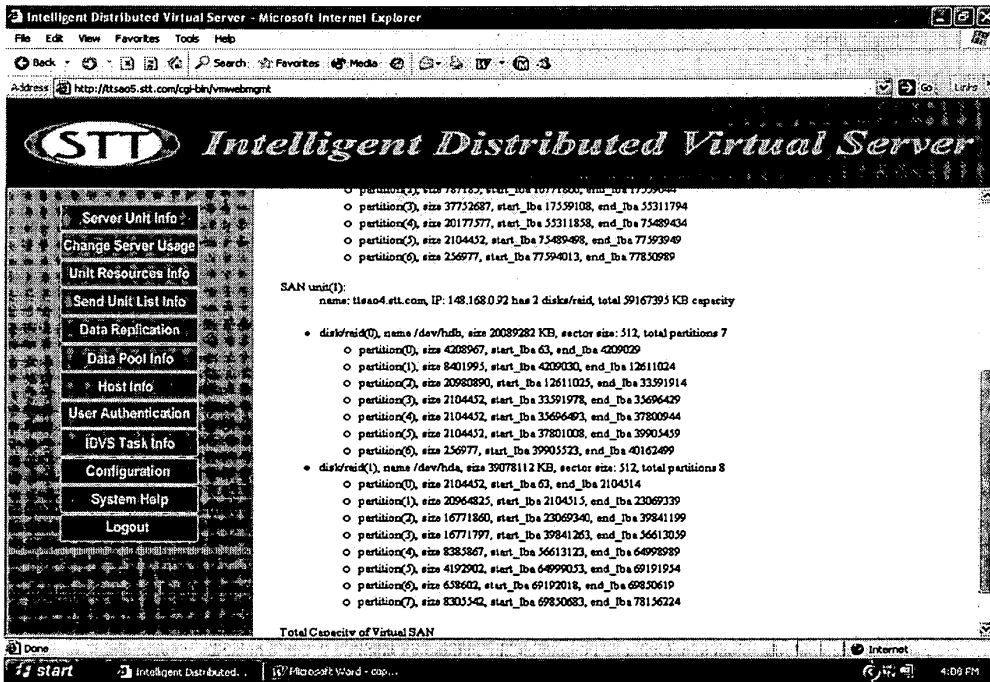 Intelligent Distributed Virtual Server - Microsoft Internet Explorer
File Edit View Favorites Tools Help
Back Search Favorites Media
Address http://ttsao5.stt.com/cgi-bin/vmwebmgmt Go Links
STT Intelligent Distributed Virtual Server
Server Unit Info
Change Server Usage
Unit Resources Info
Send Unit List Info
Data Replication
Data Pool Info
Host Info
User Authentication
IDVS Task Info
Configuration
System Help
Logout
partition(2), size 787185, start_lba 16771860, end_lba 17559044
partition(3), size 37752687, start_lba 17559108, end_lba 55311794
partition(4), size 20177577, start_lba 55311858, end_lba 75489434
partition(5), size 2104452, start_lba 75489498, end_lba 77593949
partition(6), size 256977, start_lba 77594013, end_lba 77850989
SAN unit(1):
name: ttsao4.stt.com, IP: 148.168.0.92 has 2 disks/raid, total 59167395 KB capacity
disk/raid(0), name /dev/hdb, size 20089282 KB, sector size: 512, total partitions 7
partition(0), size 4208967, start_lba 63, end_lba 4209029
partition(1), size 8401995, start_lba 4209030, end_lba 12611024
partition(2), size 20980890, start_lba 12611025, end_lba 33591914
partition(3), size 2104452, start_lba 33591978, end_lba 35696429
partition(4), size 2104452, start_lba 35696493, end_lba 37800944
partition(5), size 2104452, start_lba 37801008, end_lba 39905459
partition(6), size 256977, start_lba 39905523, end_lba 40162499
disk/raid(1), name /dev/hda, size 39078112 KB, sector size: 512, total partitions 8
partition(0), size 2104452, start_lba 63, end_lba 2104514
partition(1), size 20964825, start_lba 2104515, end_lba 23069339
partition(2), size 16771860, start_lba 23069340, end_lba 39841199
partition(3), size 16771797, start_lba 39841263, end_lba 56613059
partition(4), size 8385867, start_lba 56613123, end_lba 64998989
partition(5), size 4192902, start_lba 64999053, end_lba 69191954
partition(6), size 658602, start_lba 69192018, end_lba 69850619
partition(7), size 8305542, start_lba 69850683, end_lba 78156224
Total Capacity of Virtual SAN
Done Internet
start Intelligent Distributed... Microsoft Word - cap... 4:08 PM